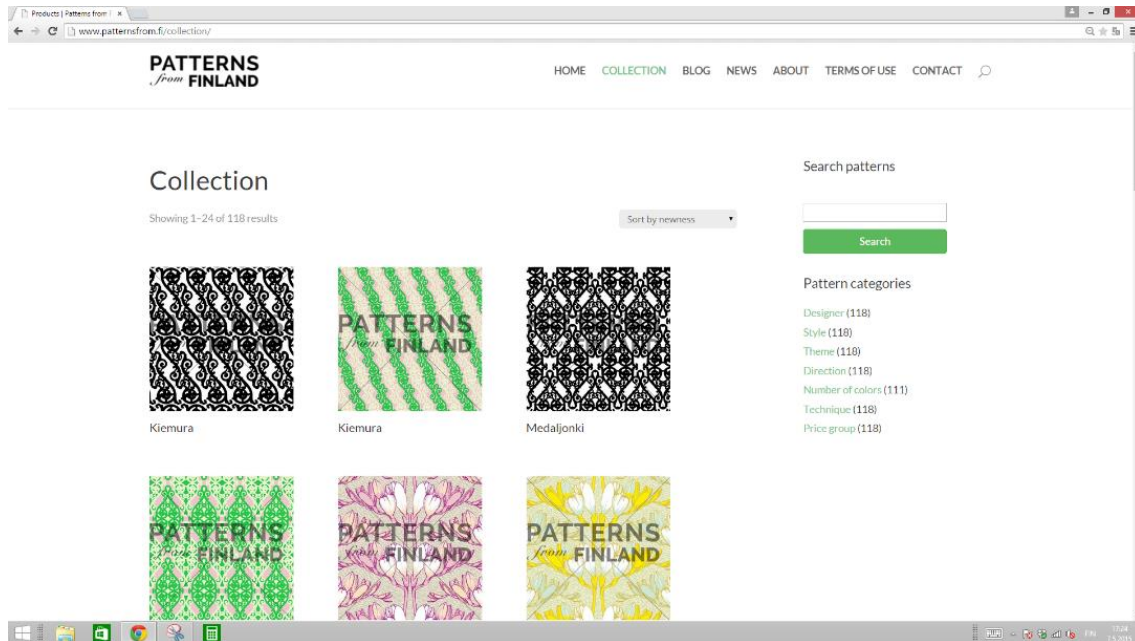 Products | Patterns from F
www.patternsfrom.fi/collection/
PATTERNS
from FINLAND
HOME COLLECTION BLOG NEWS ABOUT TERMS OF USE CONTACT
Collection
Showing 1–24 of 118 results
Sort by newness
Search patterns
Search
Pattern categories
Designer (118)
Style (118)
Theme (118)
Direction (118)
Number of colors (111)
Technique (118)
Price group (118)
PATTERNS
from FINLAND
Kiemura
Kiemura
Medaljonki
PATTERNS
from FINLAND
PATTERNS
from FINLAND
PATTERNS
from FINLAND
FIN